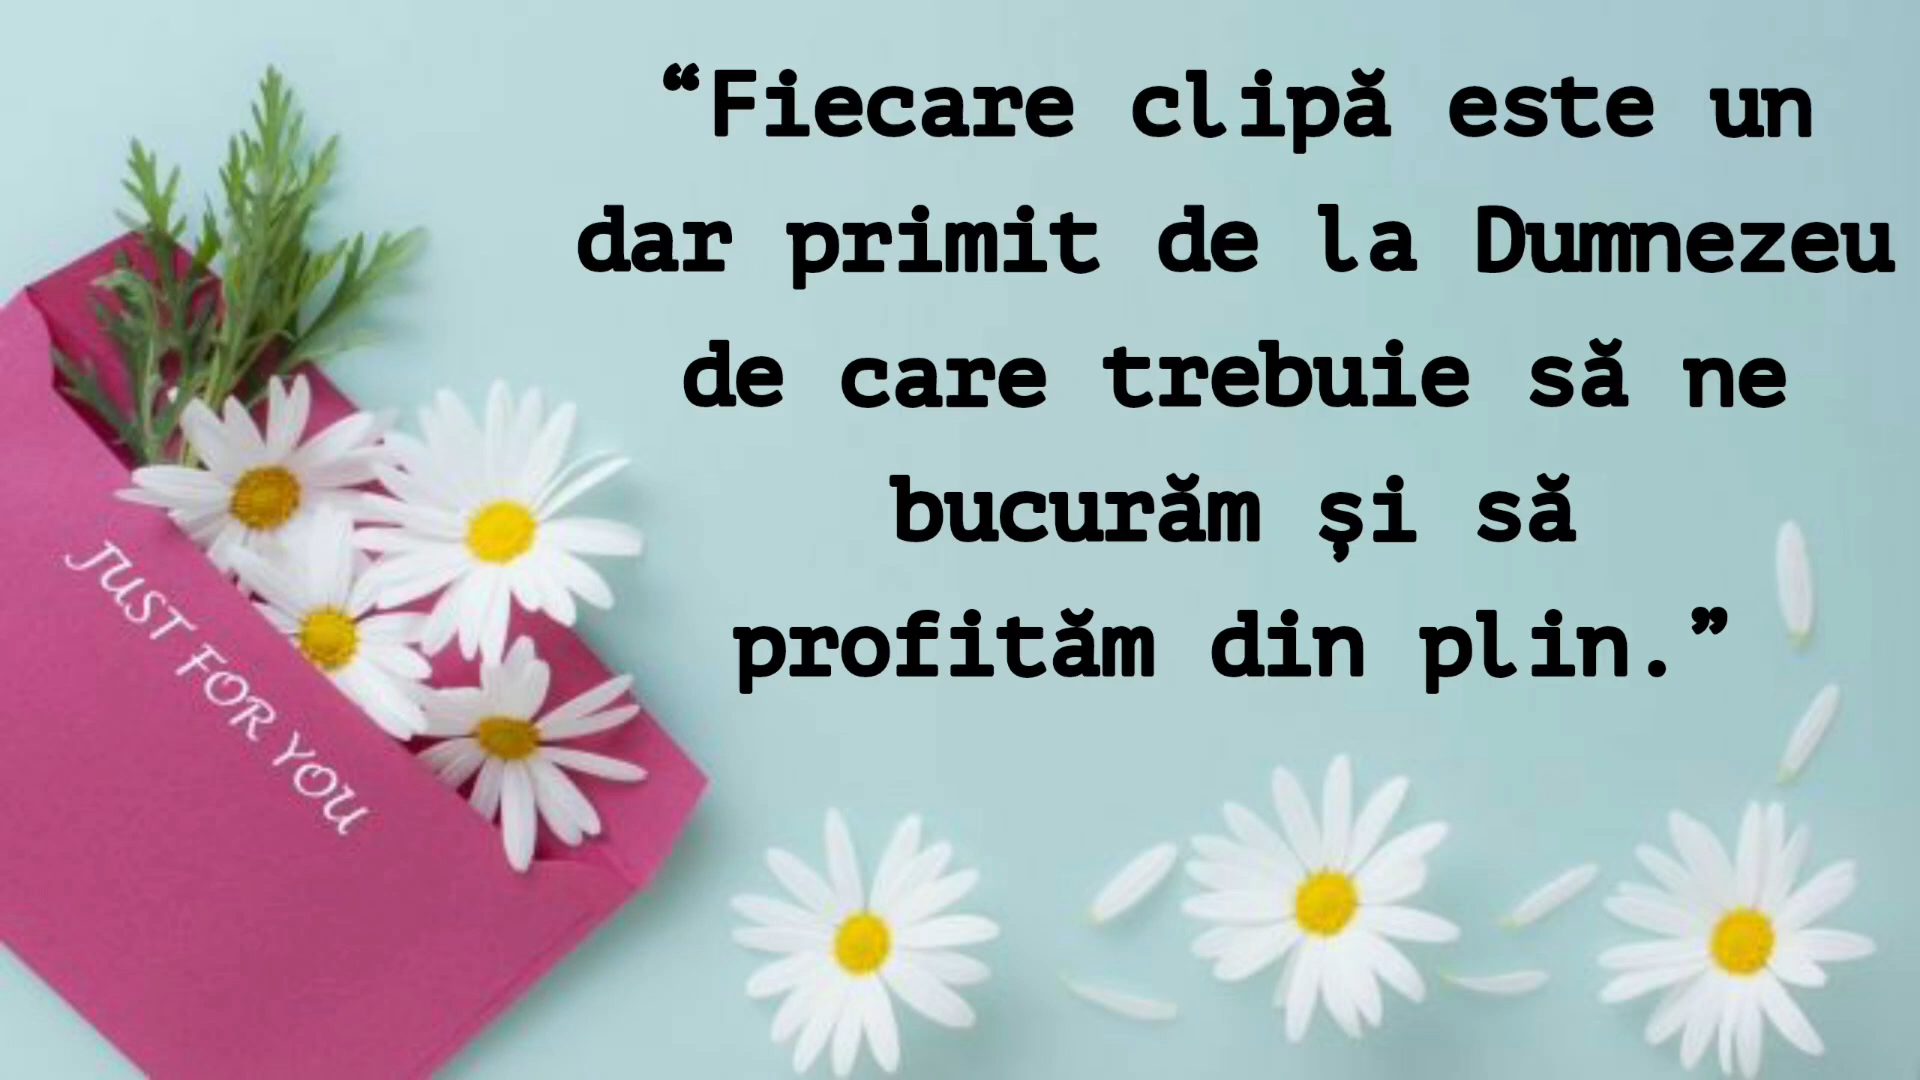 “Fiecare clipă este un
dar primit de la Dumnezeu
de care trebuie să ne
bucurăm și să
profităm din plin.”
JUST FOR YOU